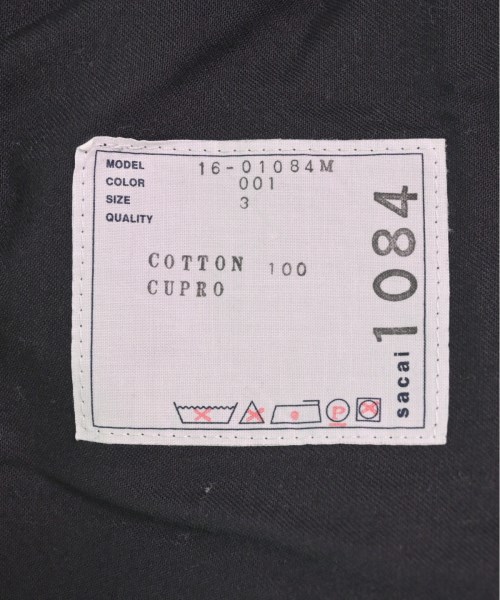 MODEL 16-01084M
COLOR 001
SIZE 3
QUALITY
COTTON 100
CUPRO
P
sacai 1084